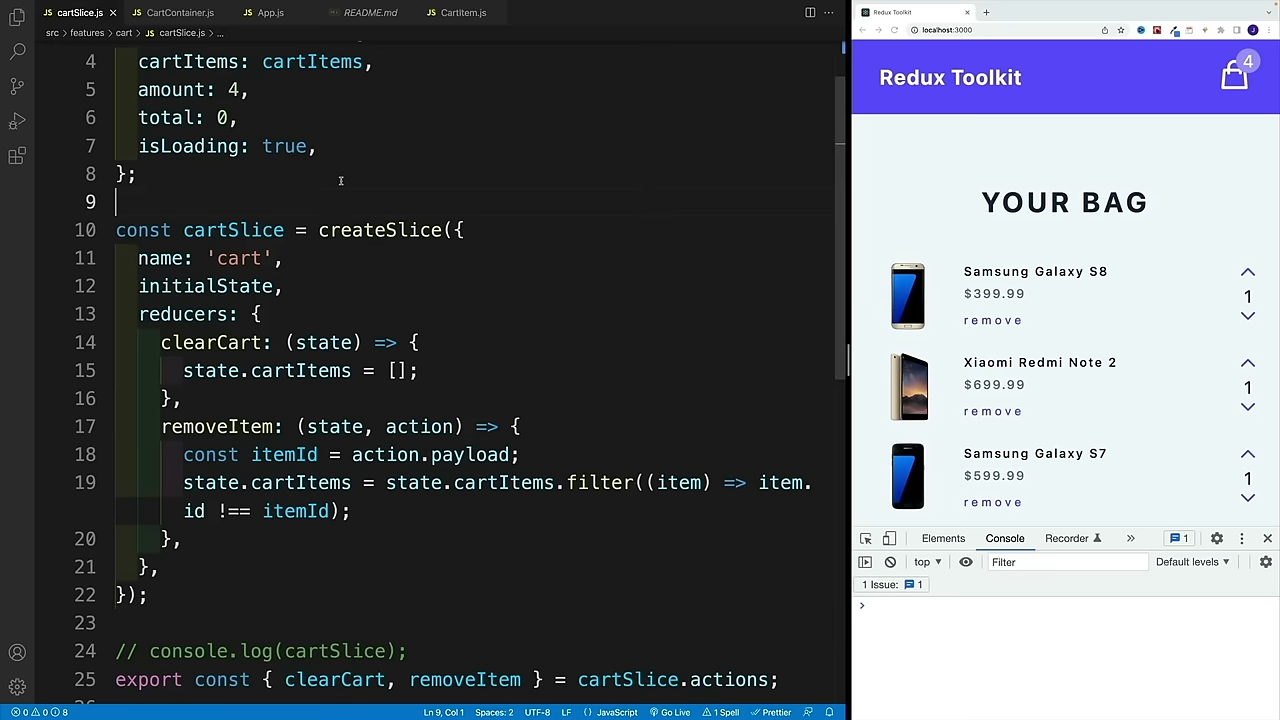 cartSlice.js
CartContainer.js
App.js
README.md
CartItem.js
src > features > cart >
...
4 cartItems: cartItems,
5 amount: 4,
6 total: 0,
7 isLoading: true,
8 };
9
10 const cartSlice = createSlice({
11 name: 'cart',
12 initialState,
13 reducers: {
14 clearCart: (state) => {
15 state.cartItems = [];
16 },
17 removeItem: (state, action) => {
18 const itemId = action.payload;
19 state.cartItems = state.cartItems.filter((item) => item.
id !== itemId);
20 },
21 },
22 });
23
24 // console.log(cartSlice);
25 export const { clearCart, removeItem } = cartSlice.actions;
0 0 8
Ln 9, Col 1
Spaces: 2
UTF-8
LF
{} JavaScript
Go Live
1 Spell
Prettier
Redux Toolkit
localhost:3000
Redux Toolkit
4
YOUR BAG
Samsung Galaxy S8
$399.99
remove
1
Xiaomi Redmi Note 2
$699.99
remove
1
Samsung Galaxy S7
$599.99
remove
1
Elements
Console
Recorder
1
top
Filter
Default levels
1 Issue: 1